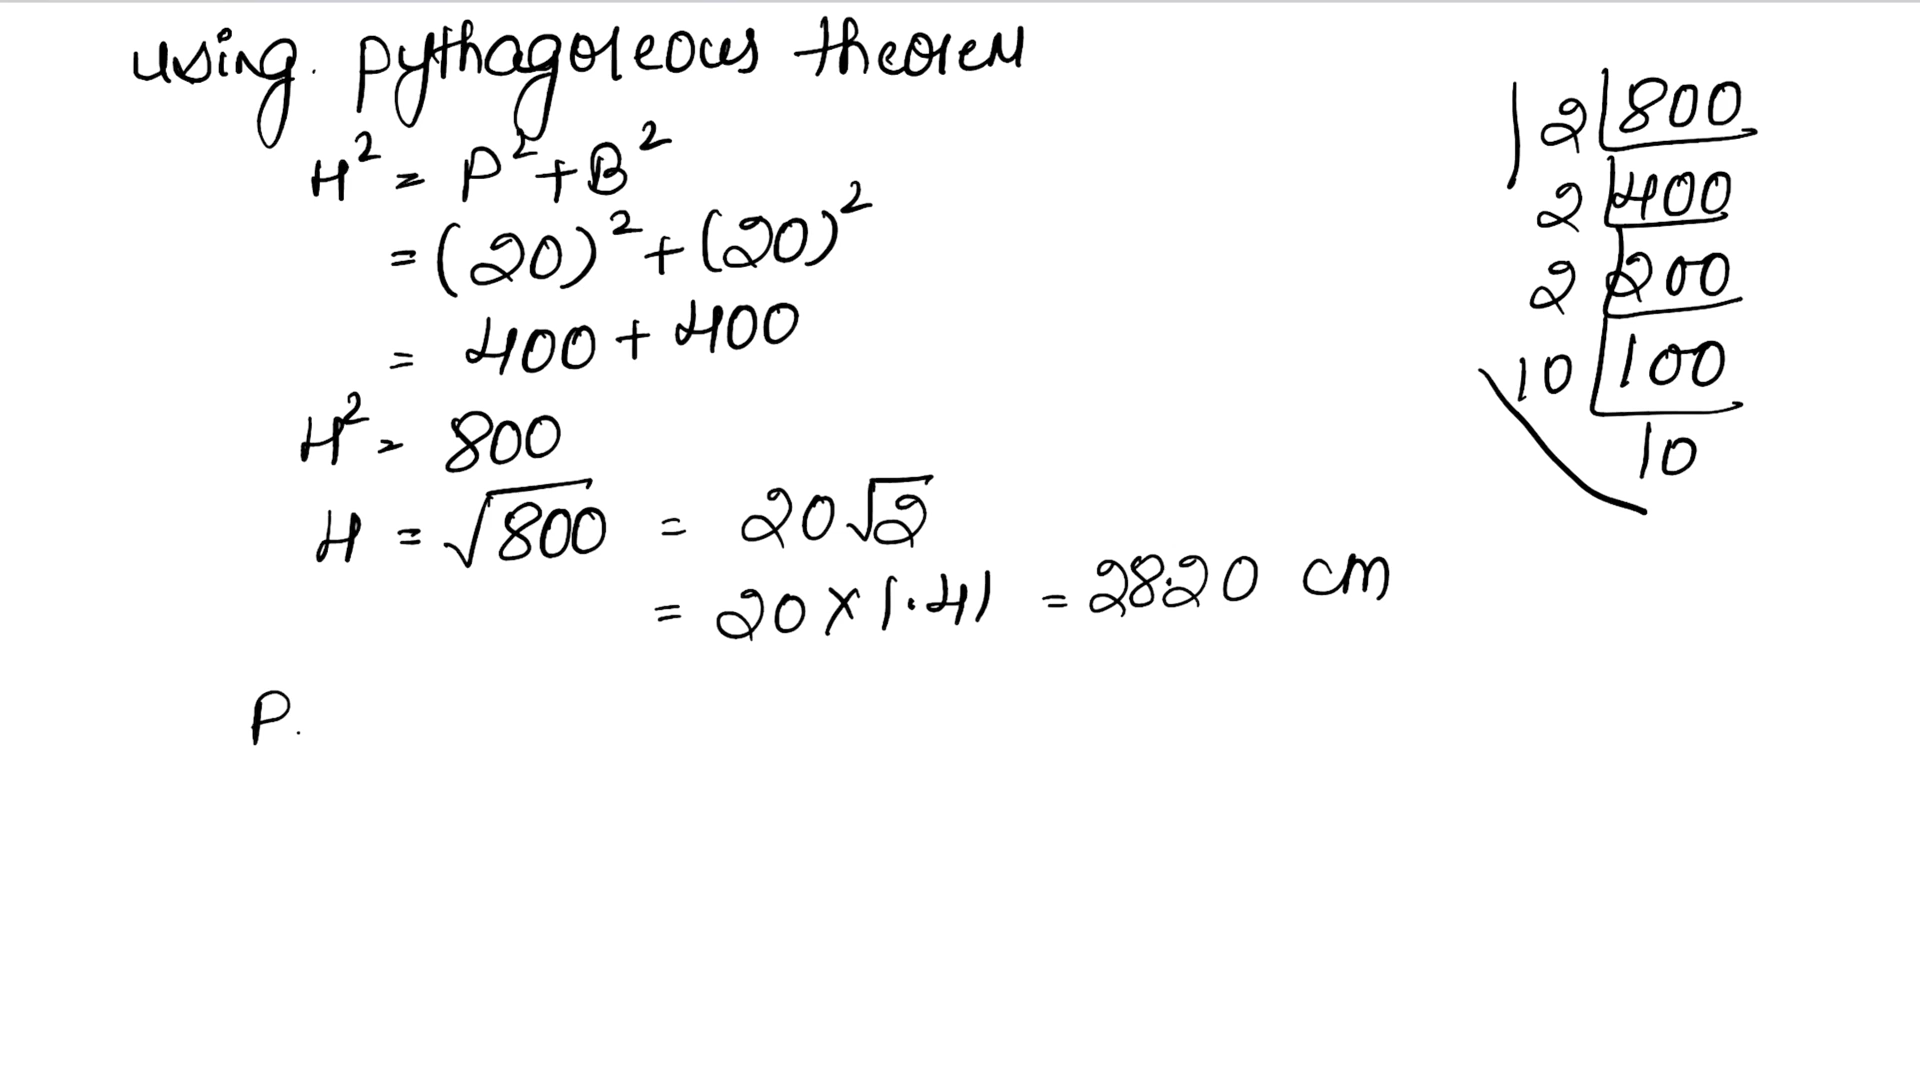 using. pythagoreous theorem
H² = P² + B²
= (20)² + (20)²
= 400 + 400
H² = 800
H = √800 = 20√2
= 20 × 1.41 = 28.20 cm
P.
2 | 800
2 | 400
2 | 200
10 | 100
10